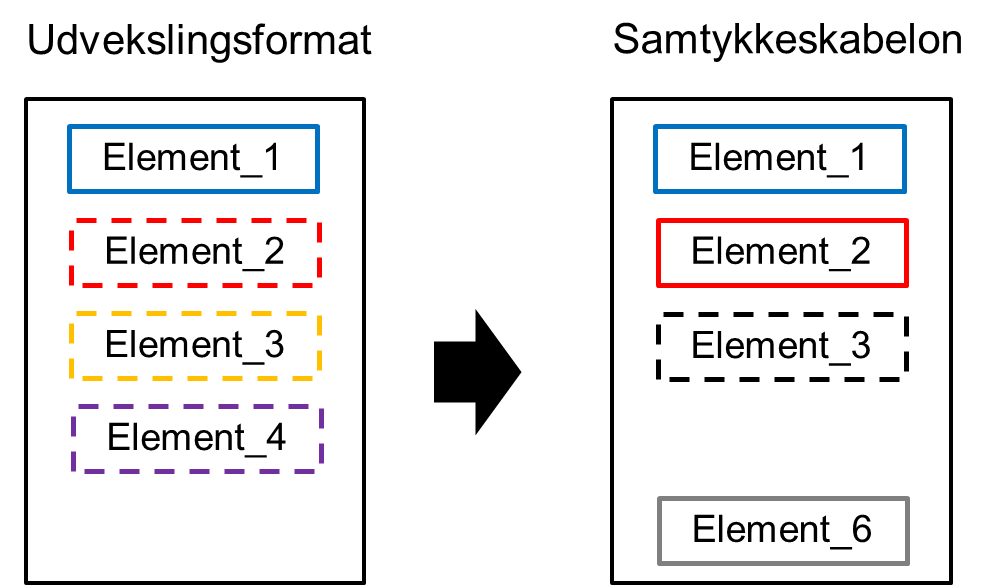 Udvekslingsformat
Element_1
Element_2
Element_3
Element_4
Samtykkeskabelon
Element_1
Element_2
Element_3
Element_6